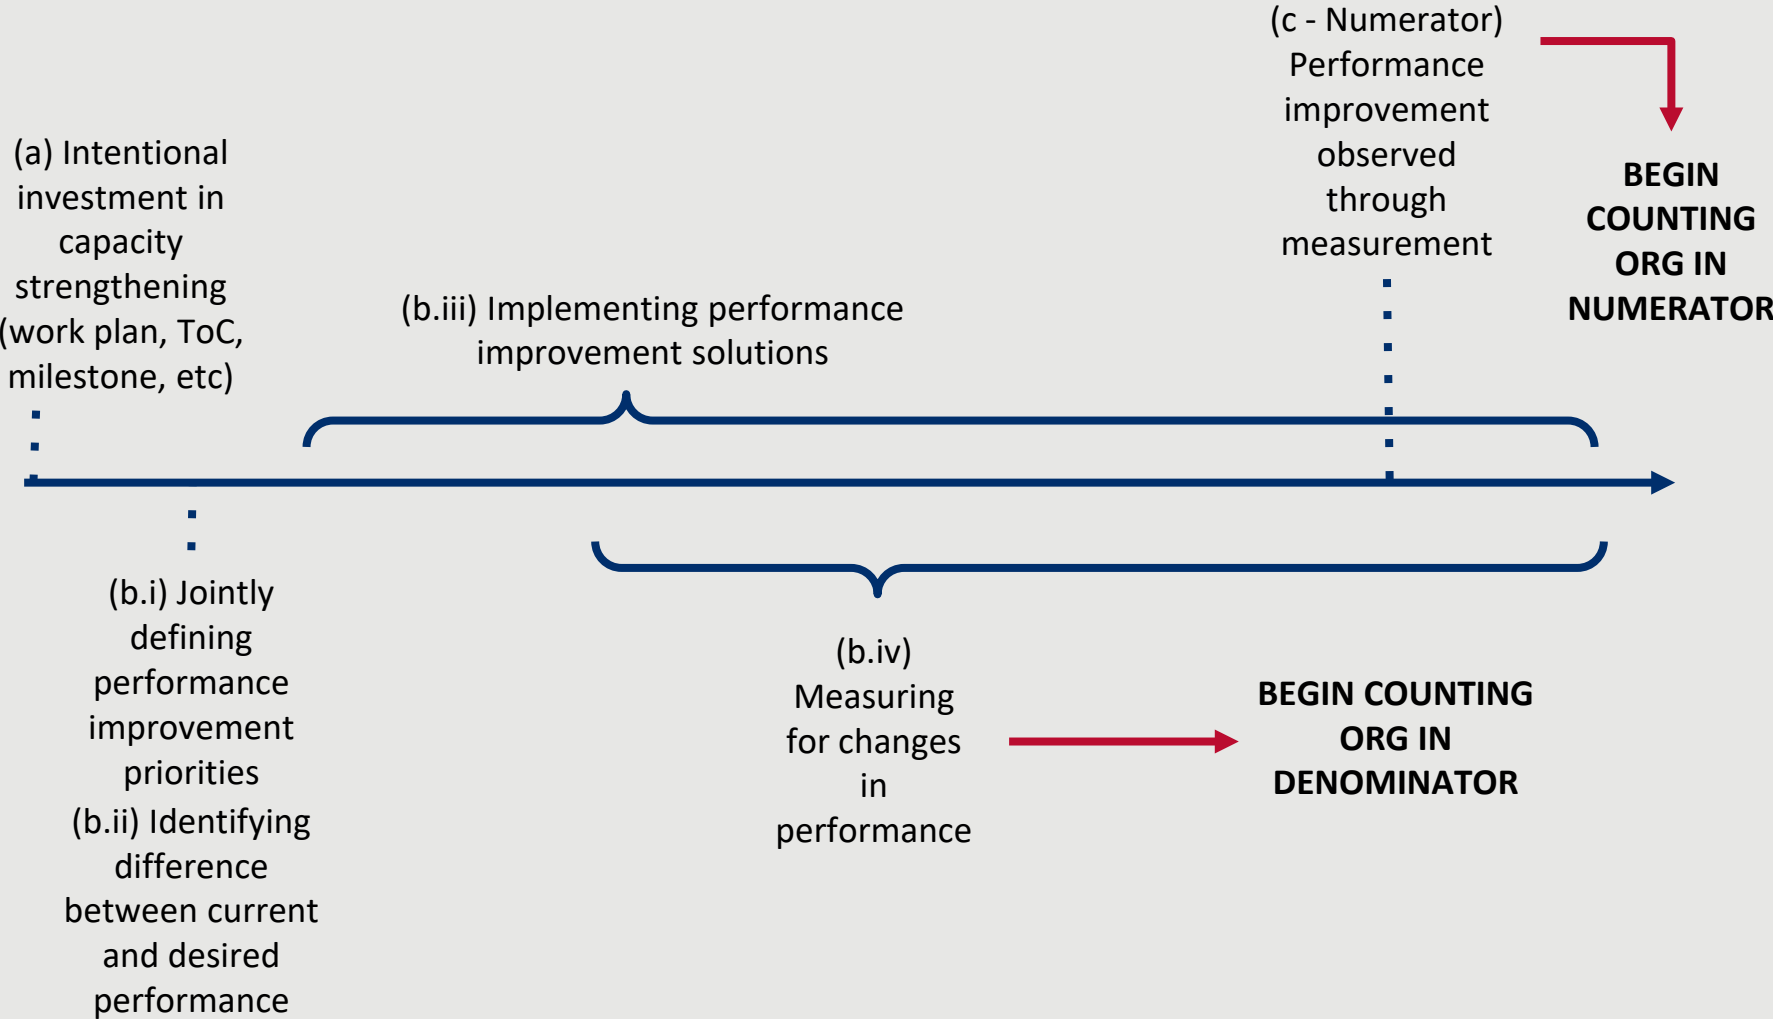 (c - Numerator)
Performance
improvement
observed
through
measurement
BEGIN
COUNTING
ORG IN
NUMERATOR
(a) Intentional
investment in
capacity
strengthening
(work plan, ToC,
milestone, etc)
(b.iii) Implementing performance
improvement solutions
(b.i) Jointly
defining
performance
improvement
priorities
(b.ii) Identifying
difference
between current
and desired
performance
(b.iv)
Measuring
for changes
in
performance
BEGIN COUNTING
ORG IN
DENOMINATOR